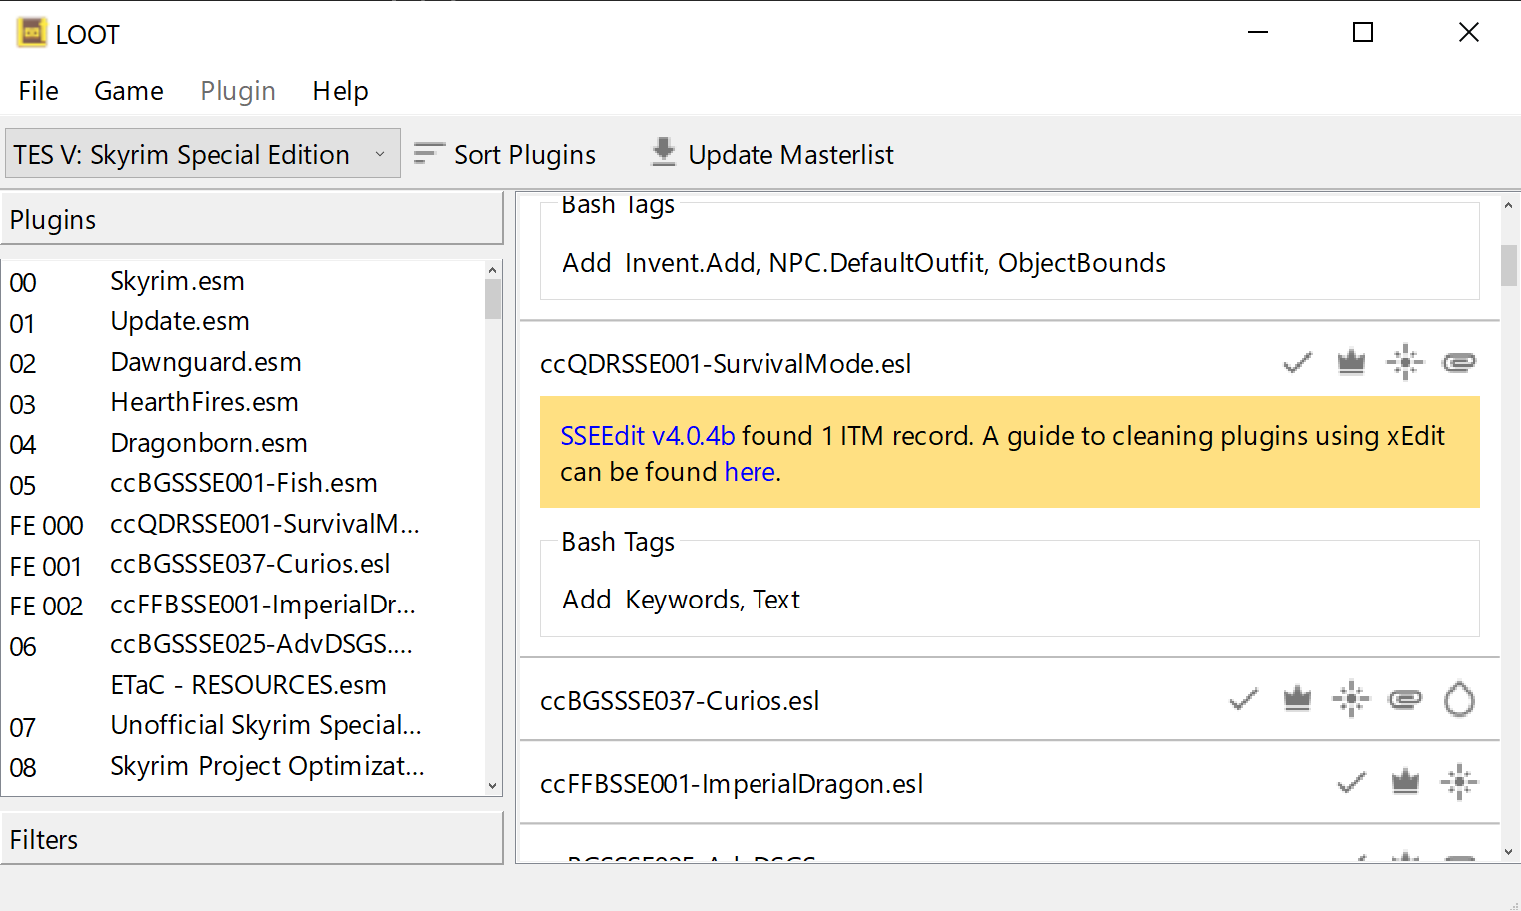 LOOT
File Game Plugin Help
TES V: Skyrim Special Edition Sort Plugins Update Masterlist
Plugins
00 Skyrim.esm
01 Update.esm
02 Dawnguard.esm
03 HearthFires.esm
04 Dragonborn.esm
05 ccBGSSSE001-Fish.esm
FE 000 ccQDRSSE001-SurvivalM...
FE 001 ccBGSSSE037-Curios.esl
FE 002 ccFFBSSE001-ImperialDr...
06 ccBGSSSE025-AdvDSGS....
ETaC - RESOURCES.esm
07 Unofficial Skyrim Special...
08 Skyrim Project Optimizat...
Filters
Bash Tags
Add Invent.Add, NPC.DefaultOutfit, ObjectBounds
ccQDRSSE001-SurvivalMode.esl
SSEEdit v4.0.4b found 1 ITM record. A guide to cleaning plugins using xEdit
can be found here.
Bash Tags
Add Keywords, Text
ccBGSSSE037-Curios.esl
ccFFBSSE001-ImperialDragon.esl